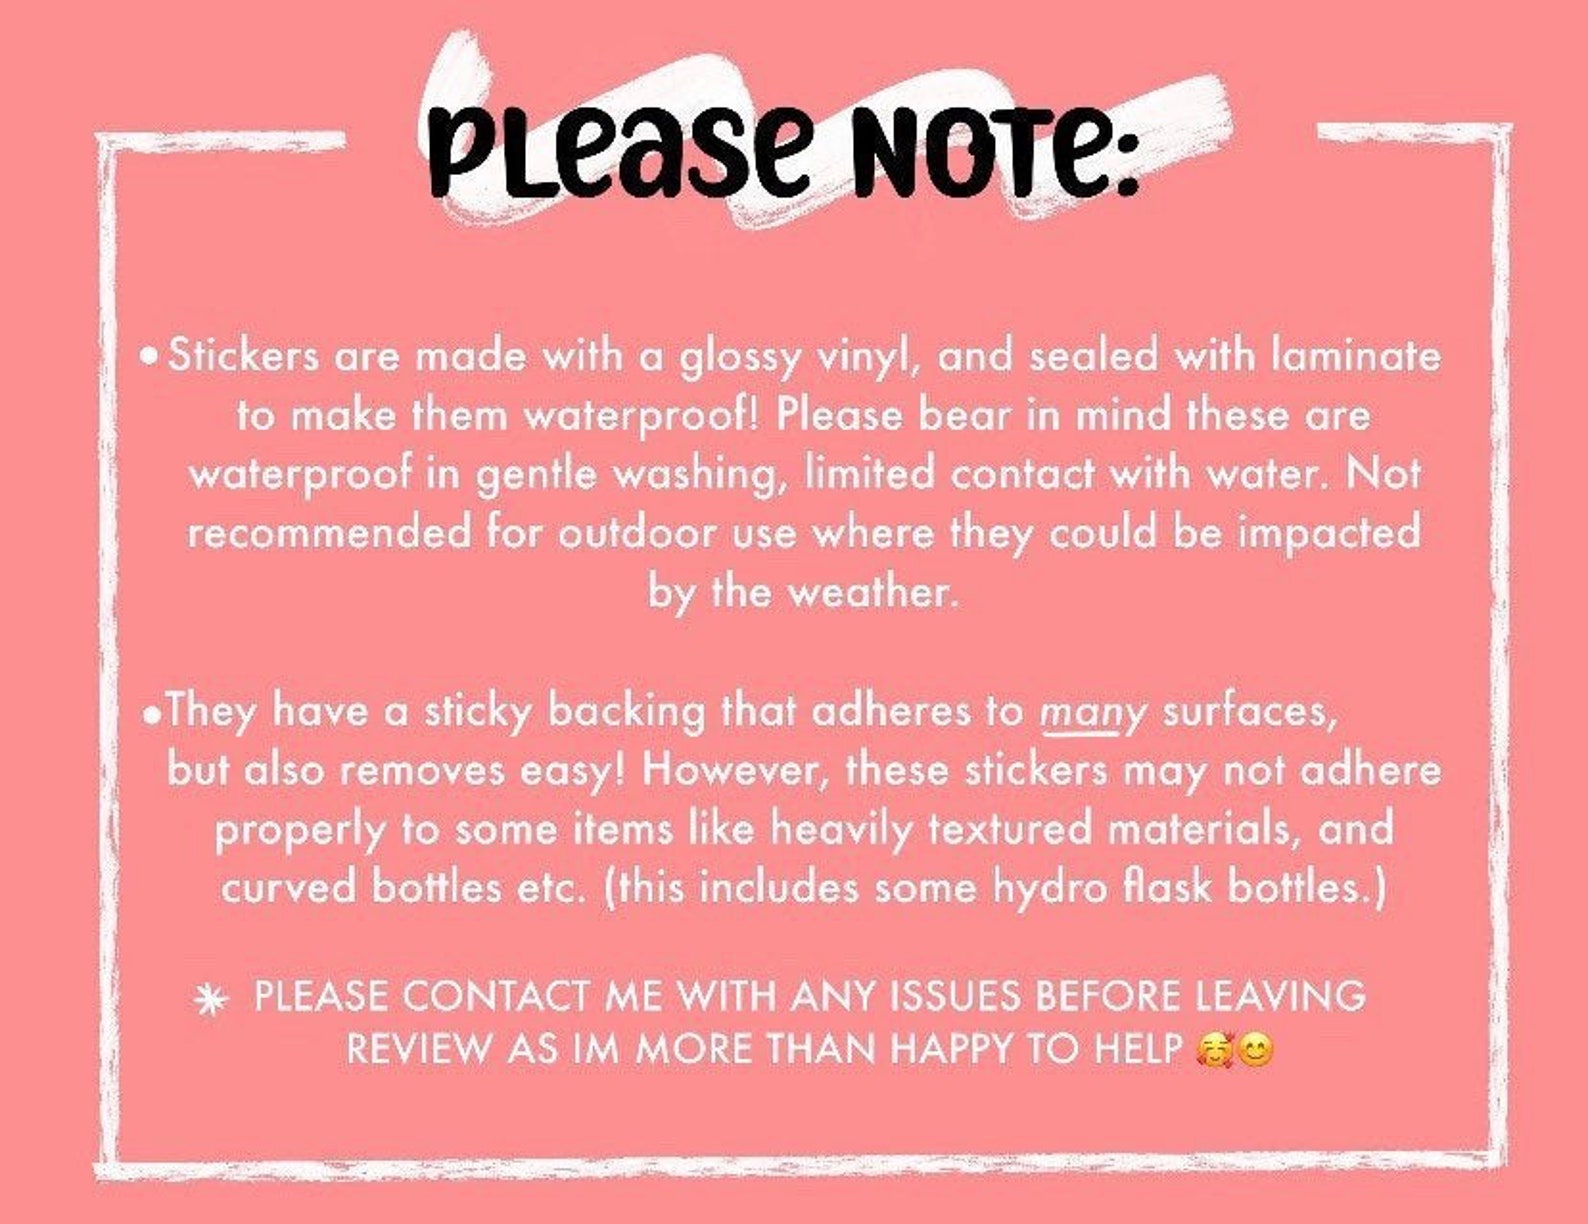 PLease NOTe:
•Stickers are made with a glossy vinyl, and sealed with laminate
to make them waterproof! Please bear in mind these are
waterproof in gentle washing, limited contact with water. Not
recommended for outdoor use where they could be impacted
by the weather.
•They have a sticky backing that adheres to many surfaces,
but also removes easy! However, these stickers may not adhere
properly to some items like heavily textured materials, and
curved bottles etc. (this includes some hydro flask bottles.)
* PLEASE CONTACT ME WITH ANY ISSUES BEFORE LEAVING
REVIEW AS IM MORE THAN HAPPY TO HELP 🥰😊